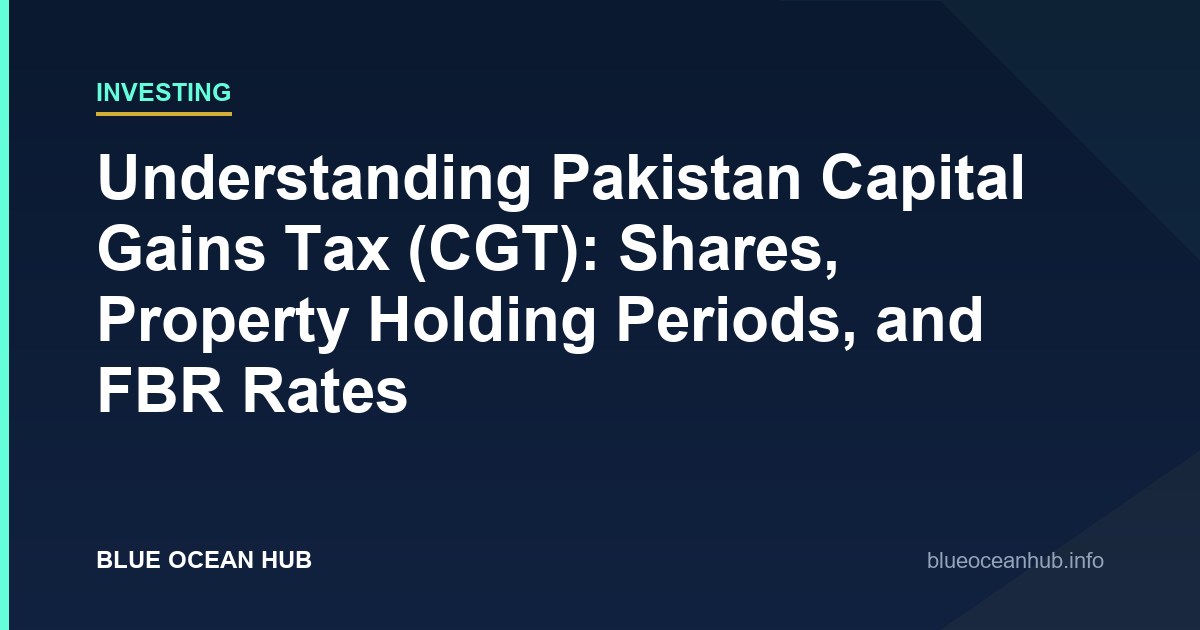 INVESTING
Understanding Pakistan Capital
Gains Tax (CGT): Shares,
Property Holding Periods, and
FBR Rates
BLUE OCEAN HUB
blueoceanhub.info